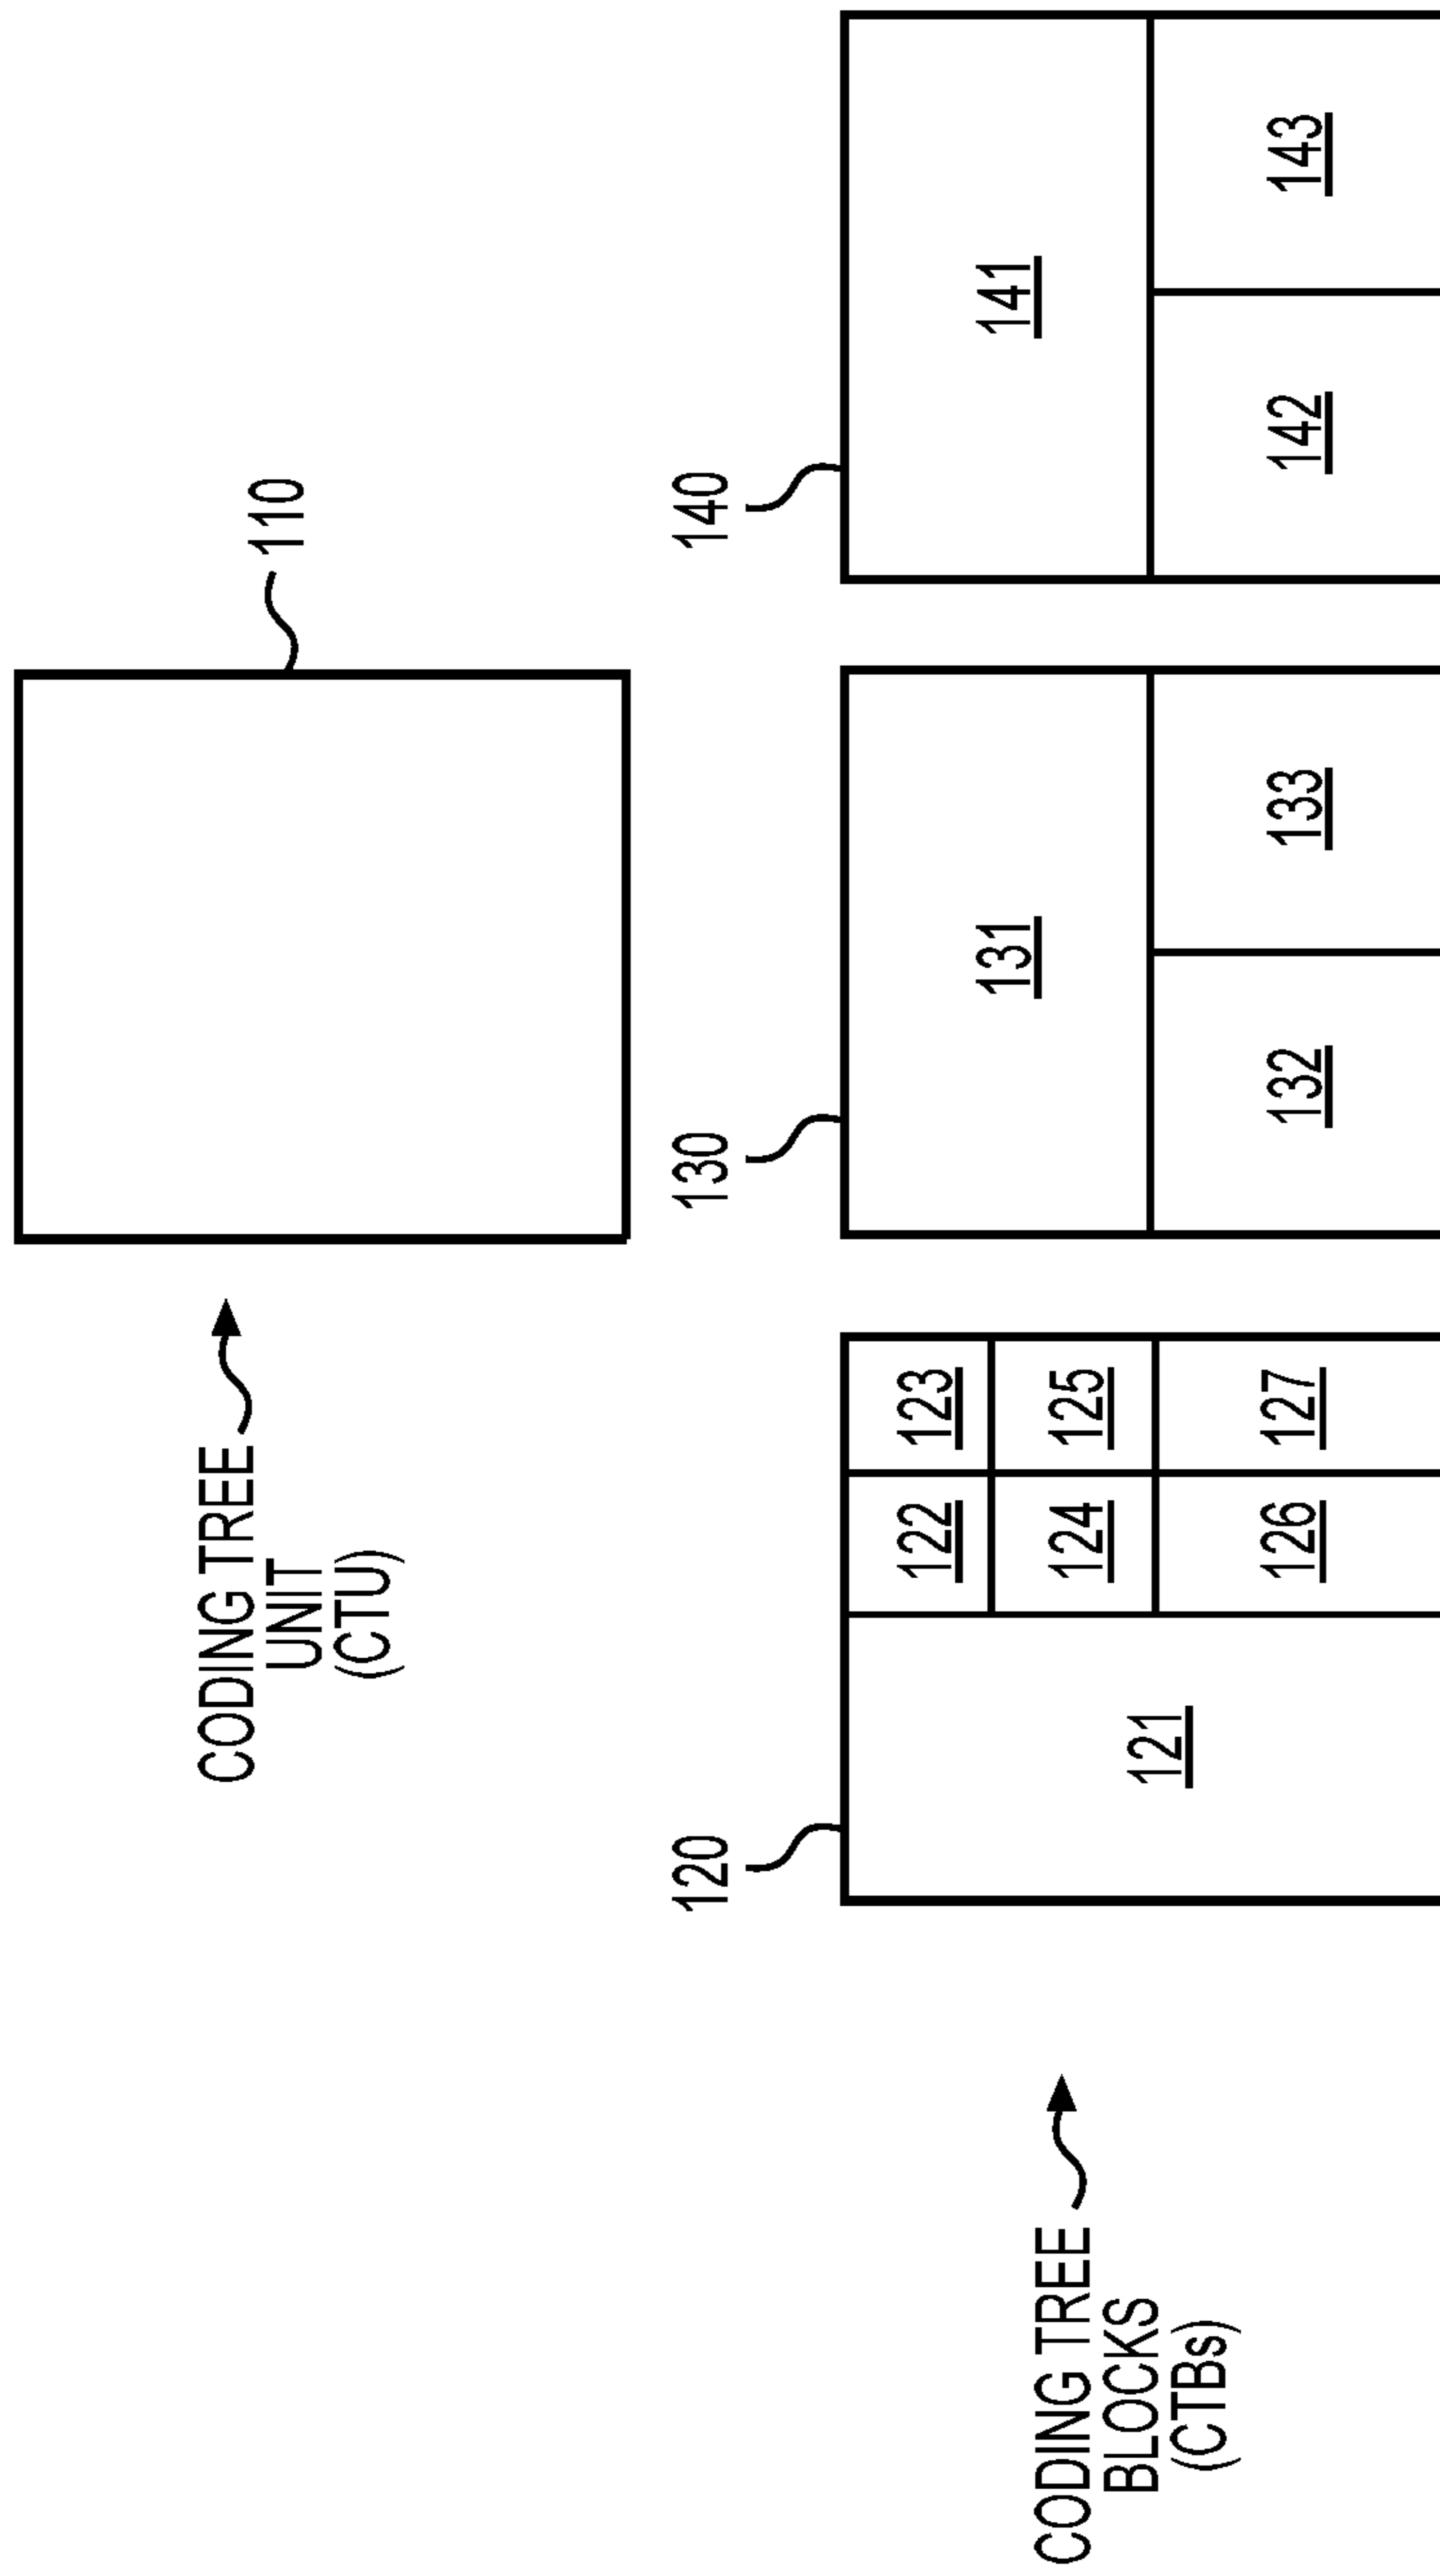 CODING TREE
UNIT
(CTU)
110
CODING TREE
BLOCKS
(CTBs)
120
130
140
121
122
123
124
125
126
127
131
132
133
141
142
143